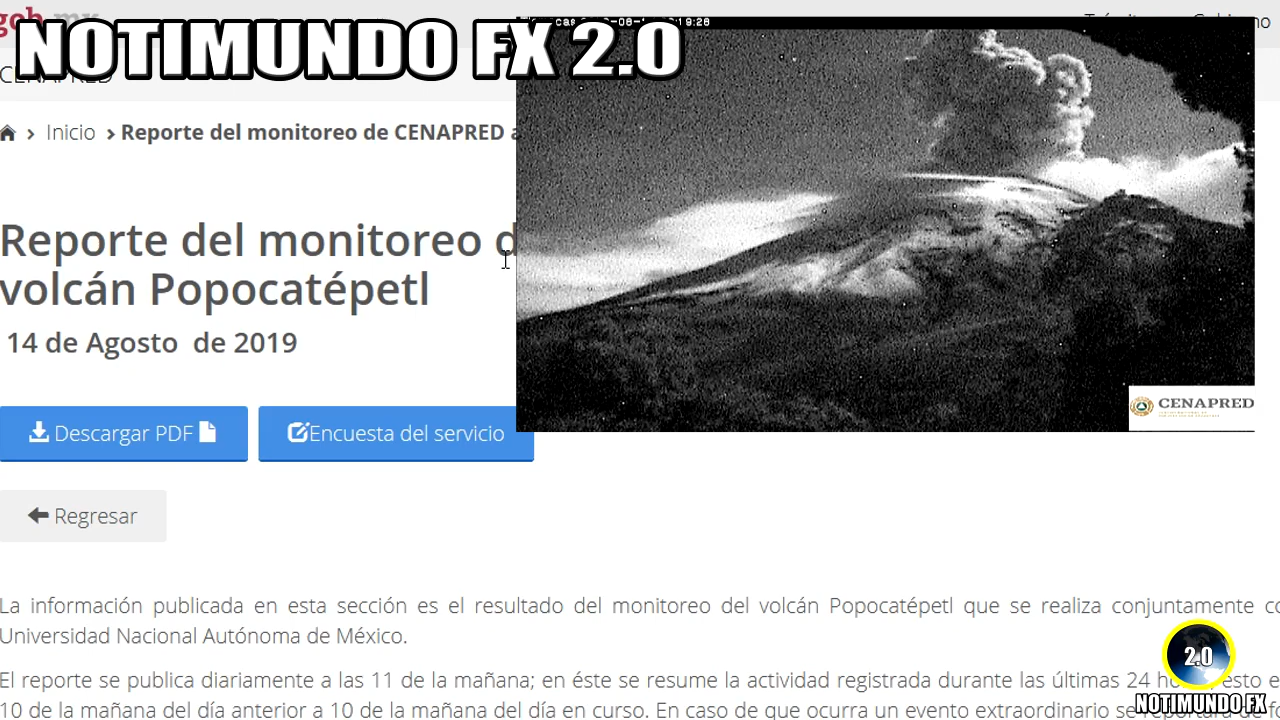 gob mx
NOTIMUNDO FX 2.0
CENAPRED
Inicio
Reporte del monitoreo de CENAPRED a
Reporte del monitoreo d
volcán Popocatépetl
14 de Agosto de 2019
CENAPRED
Descargar PDF
Encuesta del servicio
Regresar
La información publicada en esta sección es el resultado del monitoreo del volcán Popocatépetl que se realiza conjuntamente co
Universidad Nacional Autónoma de México.
El reporte se publica diariamente a las 11 de la mañana; en éste se resume la actividad registrada durante las últimas 24 esto e
10 de la mañana del día anterior a 10 de la mañana del día en curso. En caso de que ocurra un evento extraordinario se
2.0
NOTIMUNDO FX